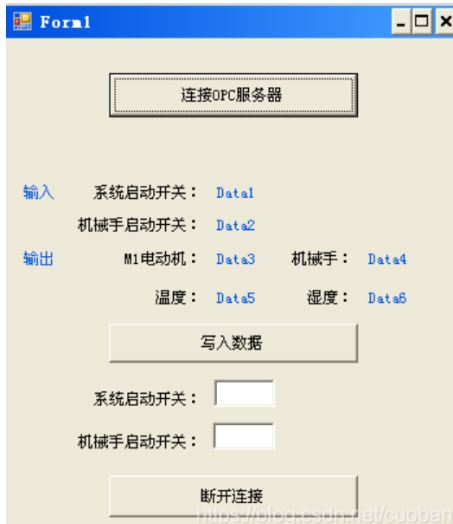 Form1
连接OPC服务器
输入 系统启动开关： Data1
机械手启动开关： Data2
输出 M1电动机： Data3 机械手： Data4
温度： Data5 湿度： Data6
写入数据
系统启动开关：
机械手启动开关：
断开连接
https://blog.csdn.net/cuoban